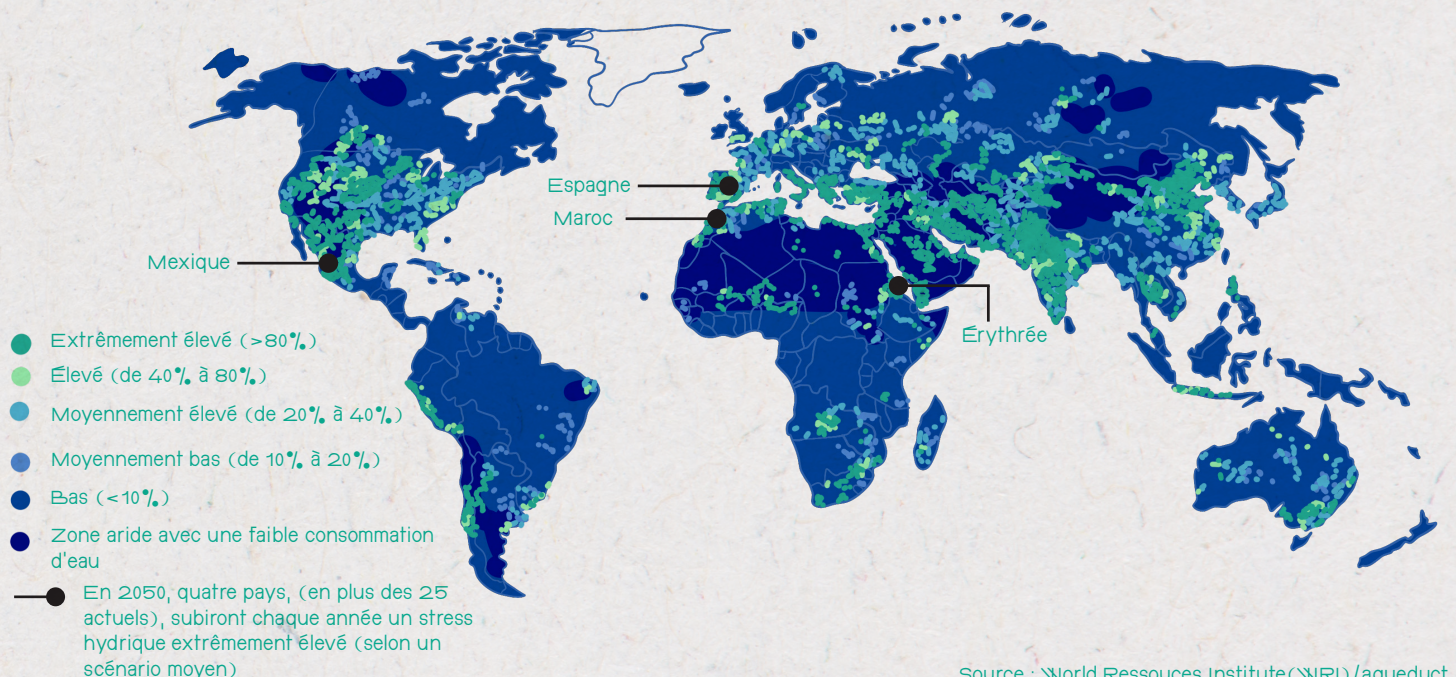 Espagne
Maroc
Mexique
Érythrée
Extrêmement élevé (>80%)
Élevé (de 40% à 80%)
Moyennement élevé (de 20% à 40%)
Moyennement bas (de 10% à 20%)
Bas (<10%)
Zone aride avec une faible consommation
d'eau
En 2050, quatre pays, (en plus des 25
actuels), subiront chaque année un stress
hydrique extrêmement élevé (selon un
scénario moyen)
Source : World Ressouces Institute(WRI)/aqueduct